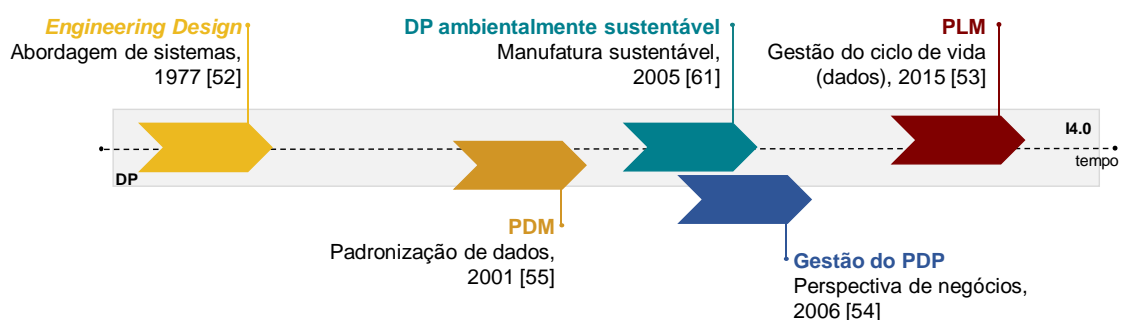 Engineering Design
Abordagem de sistemas,
1977 [52]
DP ambientalmente sustentável
Manufatura sustentável,
2005 [61]
PLM
Gestão do ciclo de vida
(dados), 2015 [53]
I4.0
tempo
DP
PDM
Padronização de dados,
2001 [55]
Gestão do PDP
Perspectiva de negócios,
2006 [54]